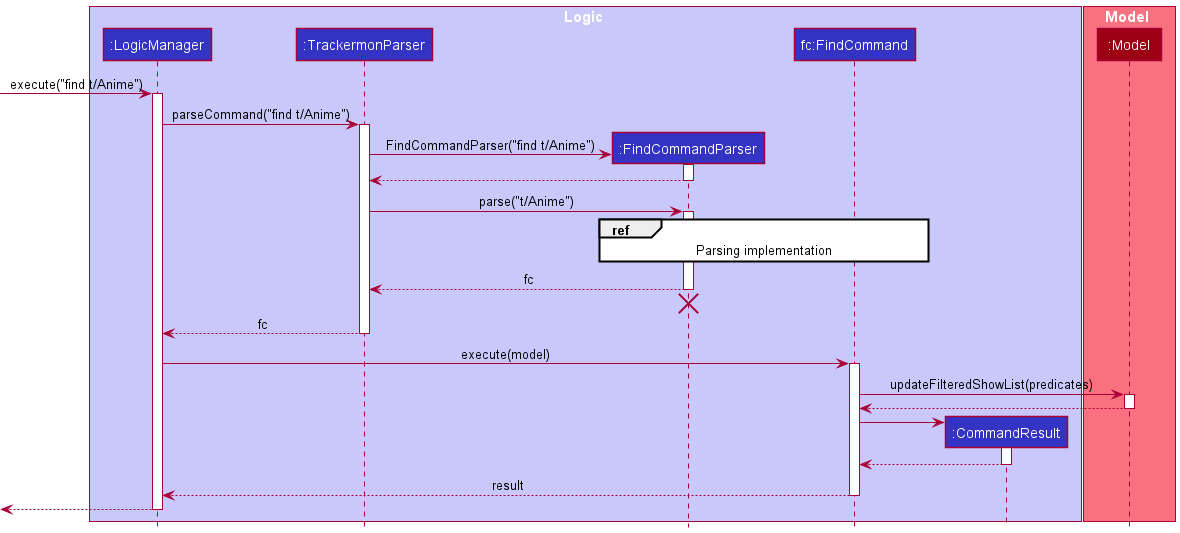 Logic
Model
:LogicManager
:TrackermonParser
fc:FindCommand
:Model
execute("find t/Anime")
parseCommand("find t/Anime")
FindCommandParser("find t/Anime")
:FindCommandParser
parse("t/Anime")
ref
Parsing implementation
fc
fc
execute(model)
updateFilteredShowList(predicates)
:CommandResult
result